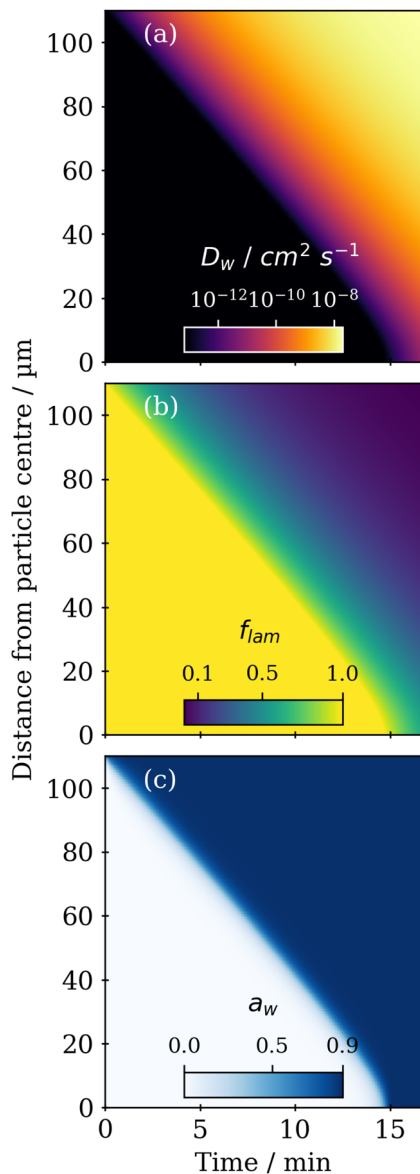 Distance from particle centre / μm
(a)
100
80
60
40
20
0
D_w / cm² s⁻¹
10⁻¹² 10⁻¹⁰ 10⁻⁸
(b)
100
80
60
40
20
0
f_lam
0.1 0.5 1.0
(c)
100
80
60
40
20
0
a_w
0.0 0.5 0.9
0 5 10 15
Time / min